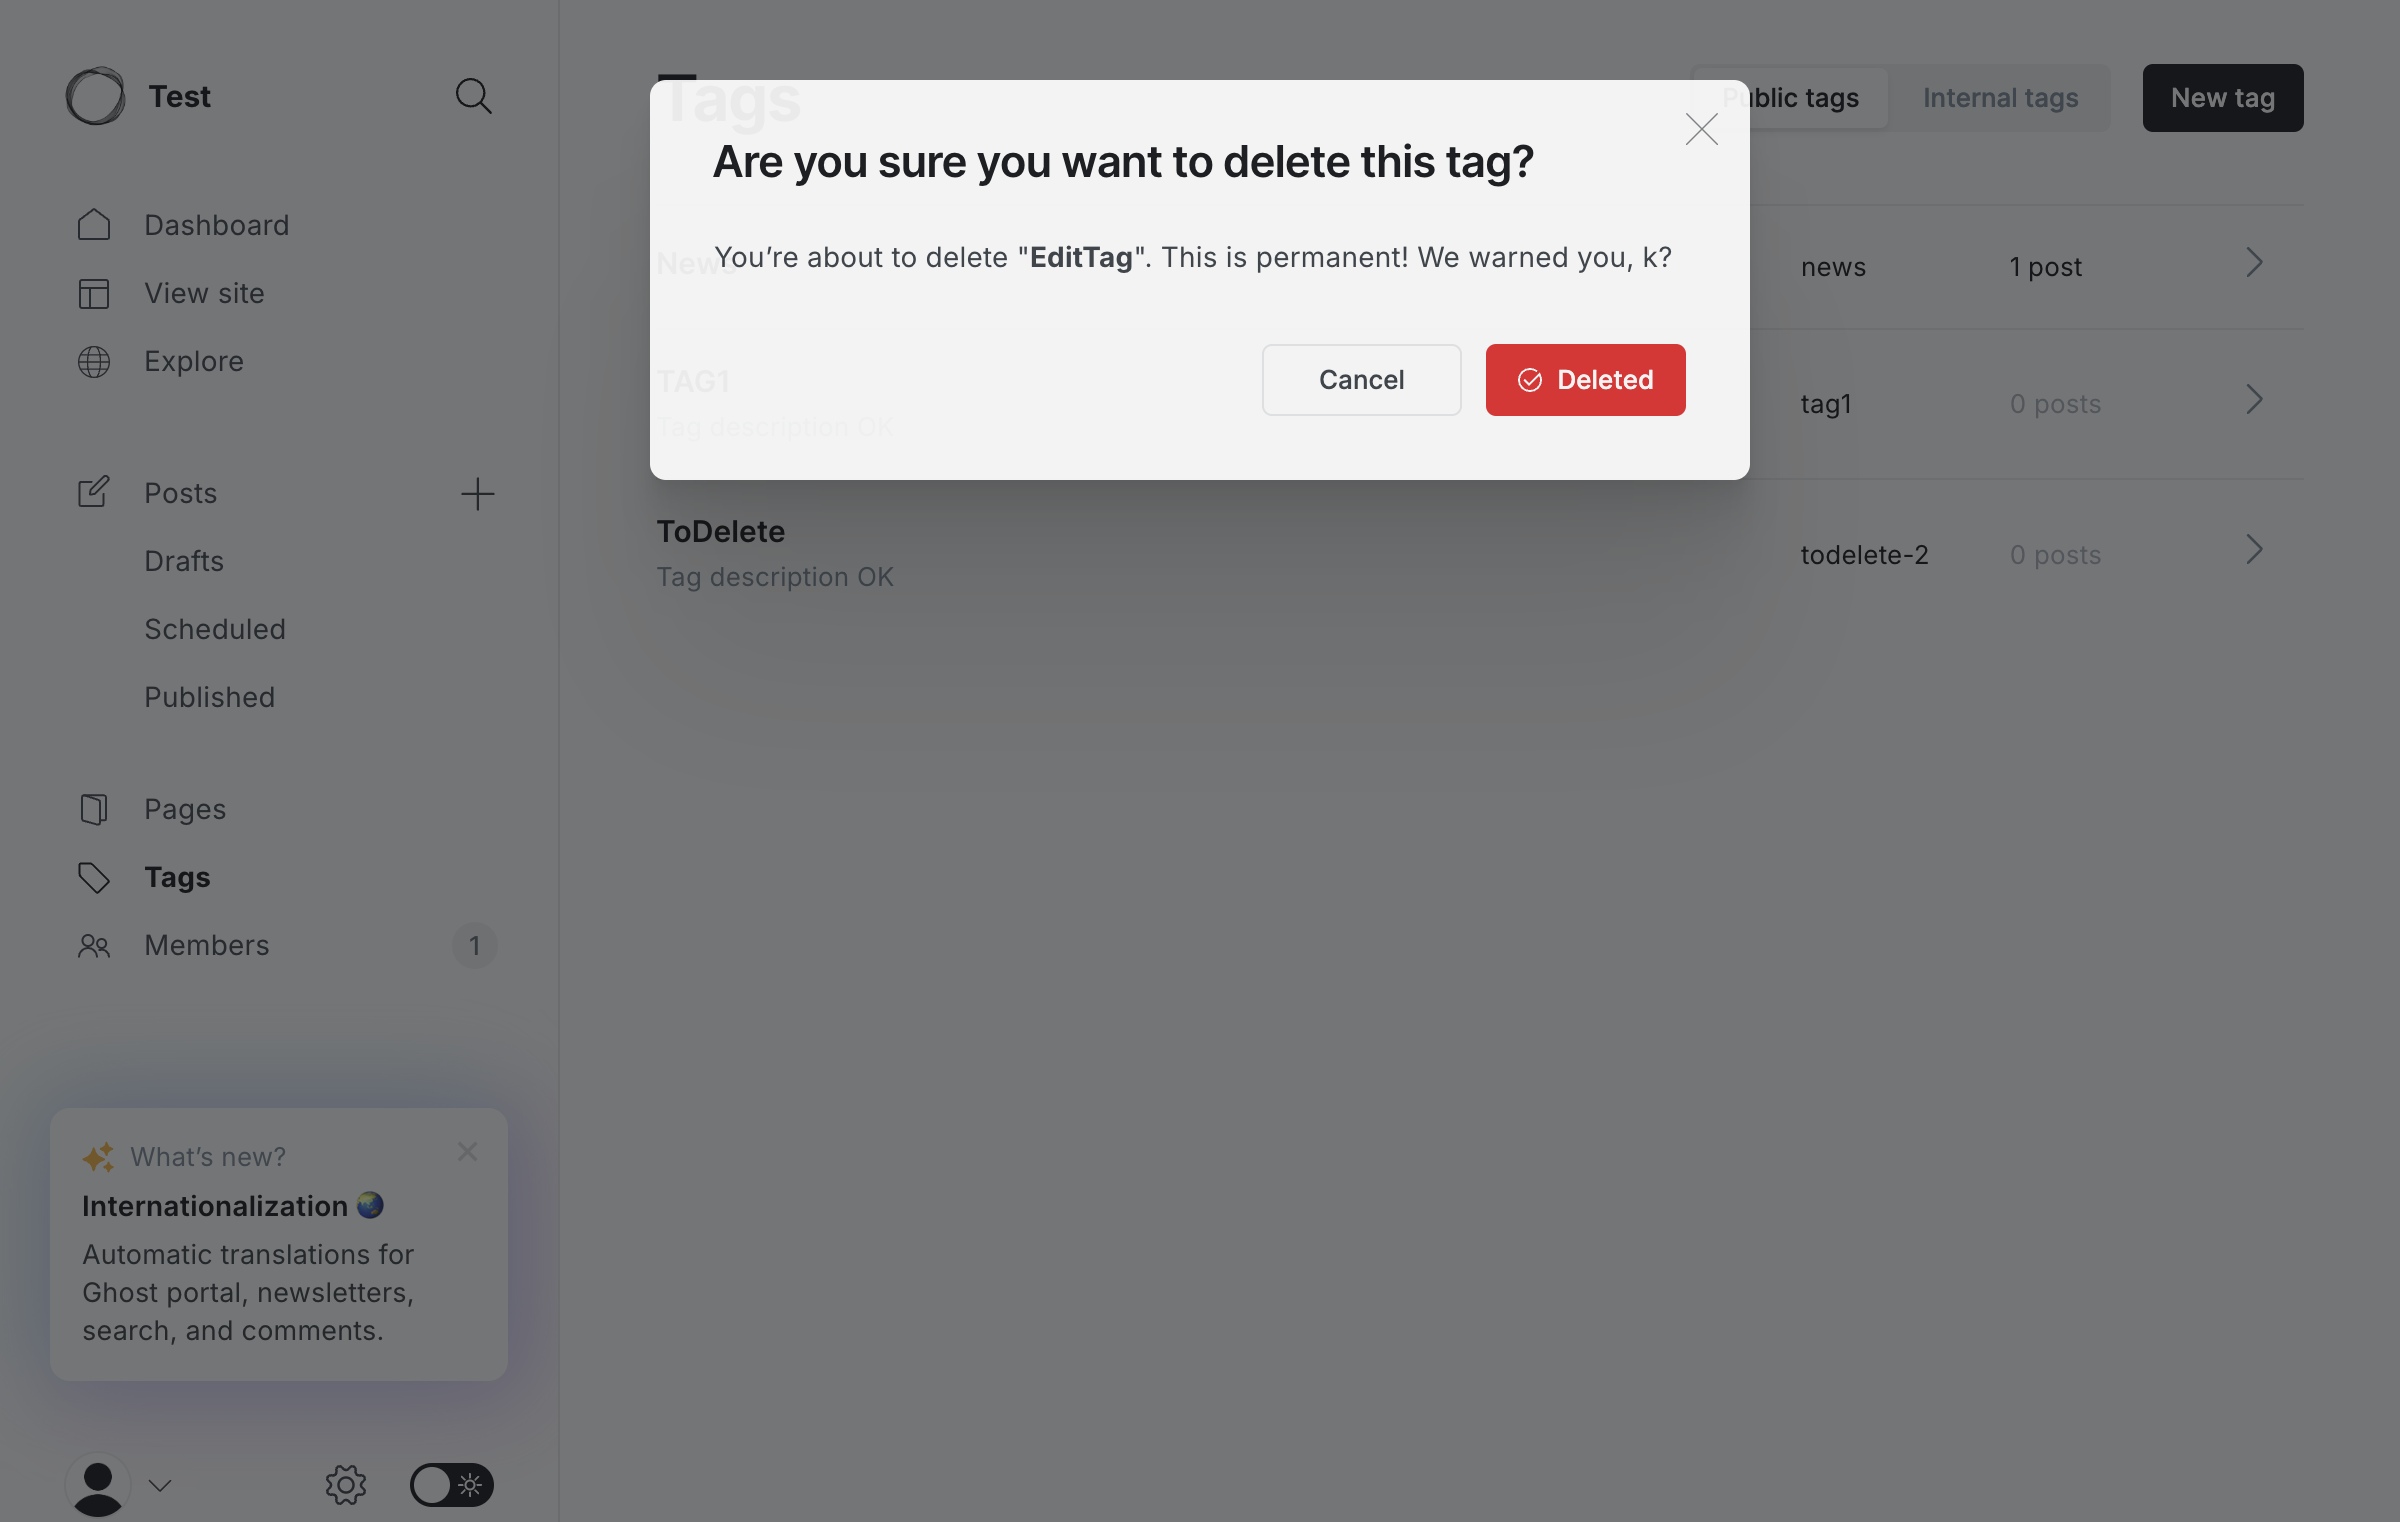 Test
Dashboard
View site
Explore
Posts
Drafts
Scheduled
Published
Pages
Tags
Members
1
What's new?
Internationalization
Automatic translations for
Ghost portal, newsletters,
search, and comments.
Tags
Public tags
Internal tags
New tag
Are you sure you want to delete this tag?
You're about to delete "EditTag". This is permanent! We warned you, k?
Cancel
Deleted
News
news
1 post
TAG1
Tag description OK
tag1
0 posts
ToDelete
Tag description OK
todelete-2
0 posts